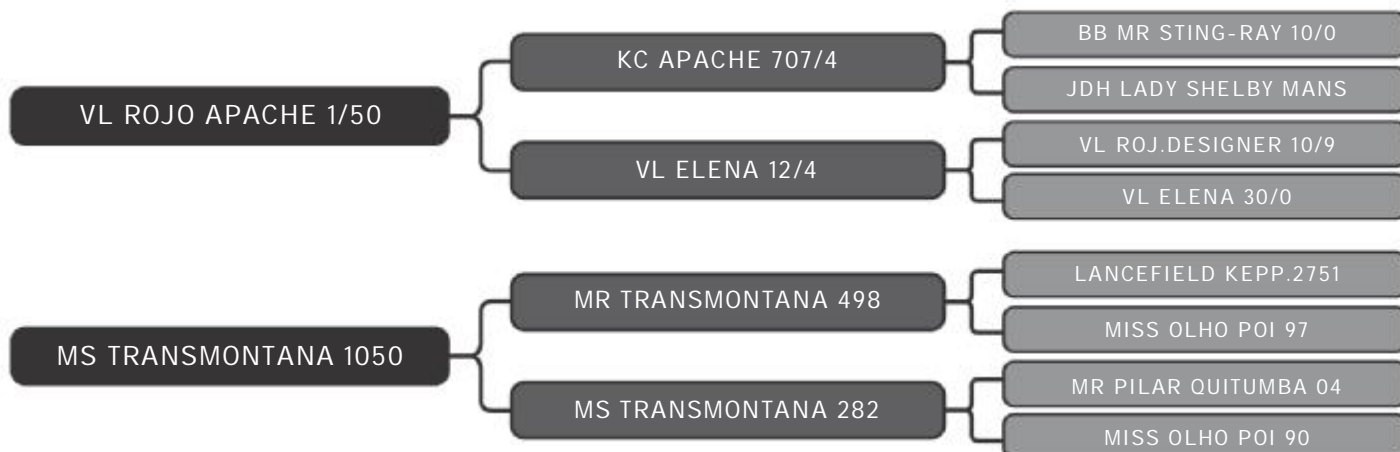 VL ROJO APACHE 1/50
KC APACHE 707/4
BB MR STING-RAY 10/0
JDH LADY SHELBY MANS
VL ELENA 12/4
VL ROJ.DESIGNER 10/9
VL ELENA 30/0
MS TRANSMONTANA 1050
MR TRANSMONTANA 498
LANCEFIELD KEPP.2751
MISS OLHO POI 97
MS TRANSMONTANA 282
MR PILAR QUITUMBA 04
MISS OLHO POI 90